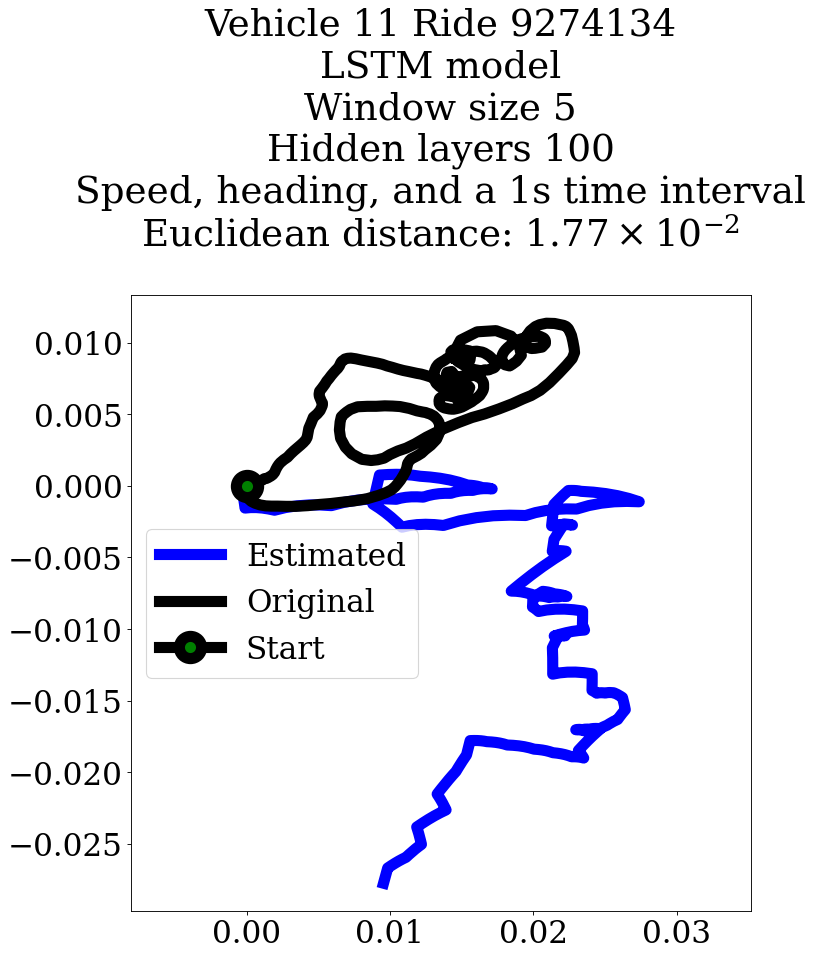 Vehicle 11 Ride 9274134
LSTM model
Window size 5
Hidden layers 100
Speed, heading, and a 1s time interval
Euclidean distance: 1.77 × 10⁻²
0.010
0.005
0.000
−0.005
−0.010
−0.015
−0.020
−0.025
Estimated
Original
Start
0.00 0.01 0.02 0.03